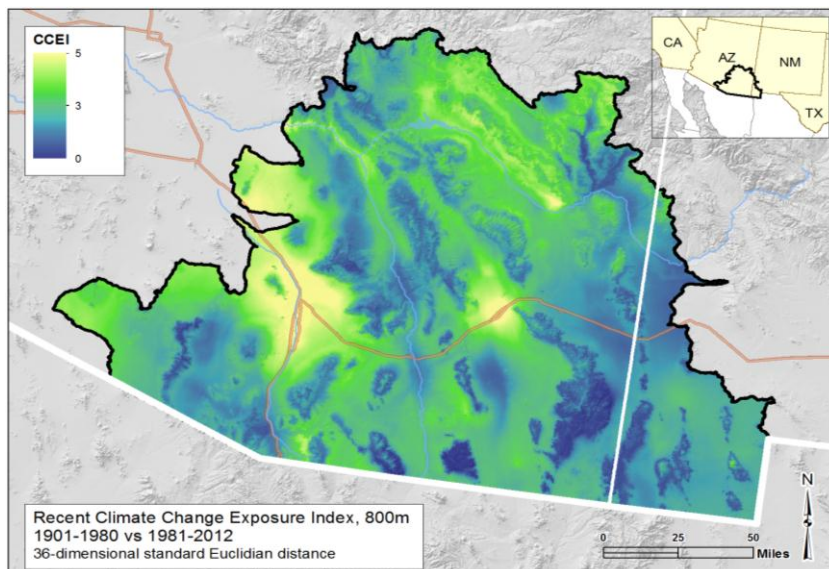 CCEI
5
3
0
CA
AZ
NM
TX
Recent Climate Change Exposure Index, 800m
1901-1980 vs 1981-2012
36-dimensional standard Euclidian distance
N
0 25 50
Miles